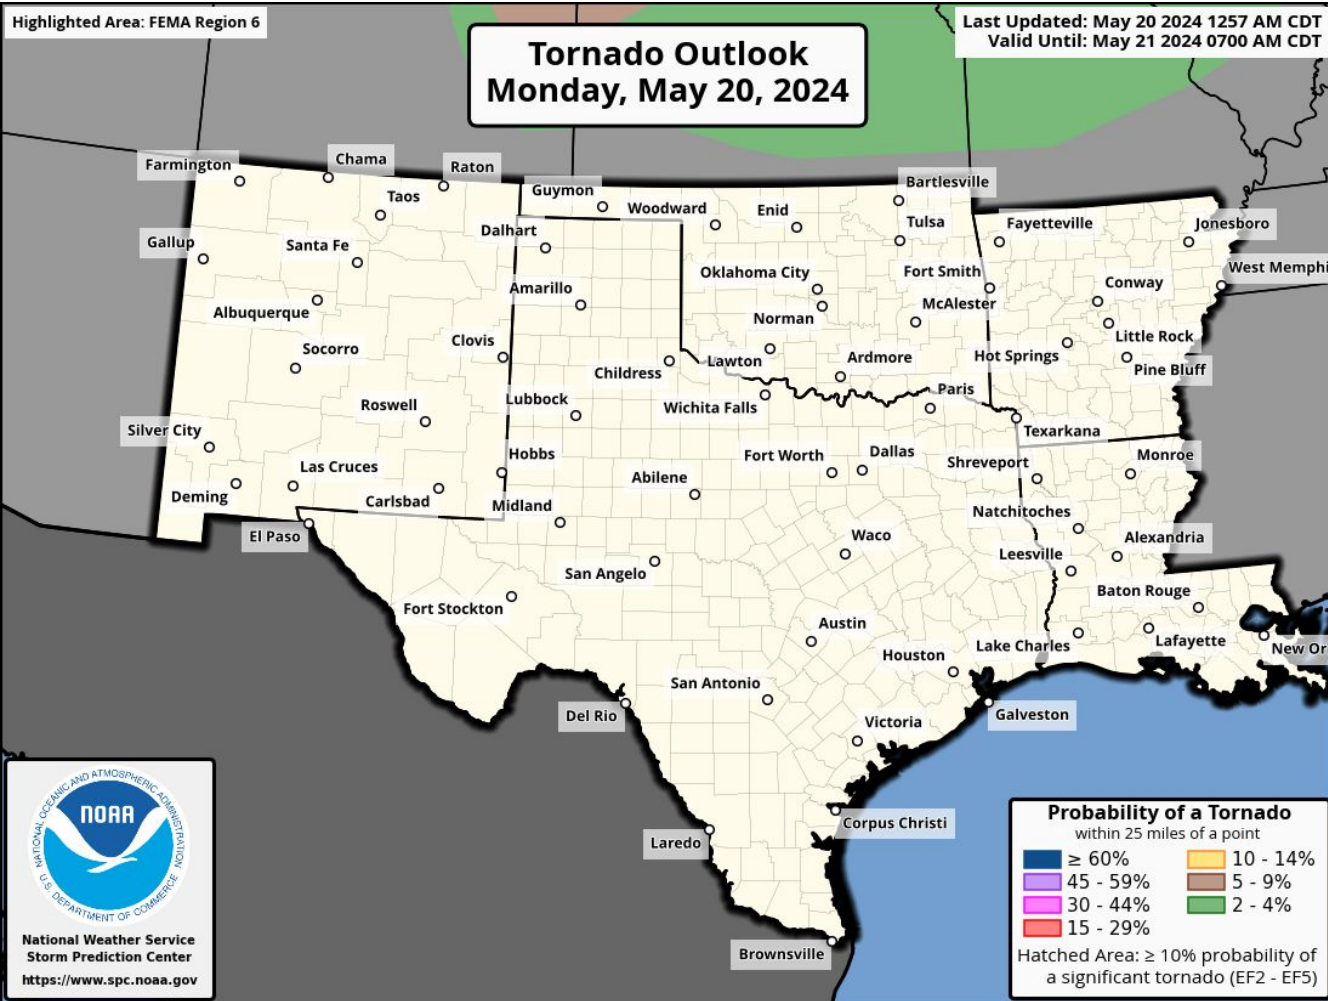 Highlighted Area: FEMA Region 6
Last Updated: May 20 2024 1257 AM CDT
Valid Until: May 21 2024 0700 AM CDT
Tornado Outlook
Monday, May 20, 2024
Farmington
Chama
Raton
Taos
Guymon
Woodward
Enid
Bartlesville
Tulsa
Fayetteville
Jonesboro
Gallup
Santa Fe
Dalhart
Oklahoma City
Fort Smith
West Memphi
Amarillo
Conway
Albuquerque
Norman
McAlester
Socorro
Clovis
Little Rock
Childress
Lawton
Ardmore
Hot Springs
Pine Bluff
Roswell
Lubbock
Wichita Falls
Paris
Silver City
Texarkana
Las Cruces
Hobbs
Abilene
Fort Worth
Dallas
Shreveport
Monroe
Deming
Carlsbad
Midland
Natchitoches
El Paso
Waco
Leesville
Alexandria
San Angelo
Baton Rouge
Fort Stockton
Austin
Lake Charles
Lafayette
New Or
Houston
San Antonio
Del Rio
Victoria
Galveston
Corpus Christi
Laredo
Brownsville
NATIONAL OCEANIC AND ATMOSPHERIC ADMINISTRATION
NOAA
U.S. DEPARTMENT OF COMMERCE
National Weather Service
Storm Prediction Center
https://www.spc.noaa.gov
Probability of a Tornado
within 25 miles of a point
≥ 60%
10 - 14%
45 - 59%
5 - 9%
30 - 44%
2 - 4%
15 - 29%
Hatched Area: ≥ 10% probability of
a significant tornado (EF2 - EF5)